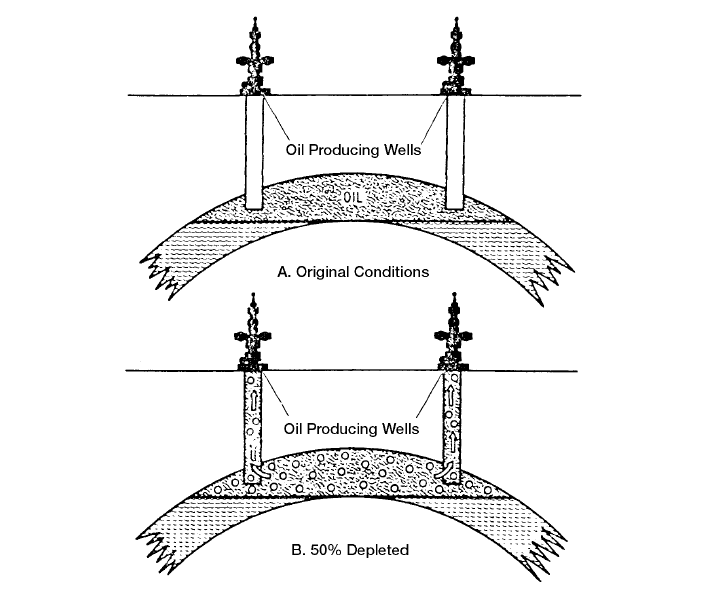 Oil Producing Wells
OIL
A. Original Conditions
Oil Producing Wells
B. 50% Depleted